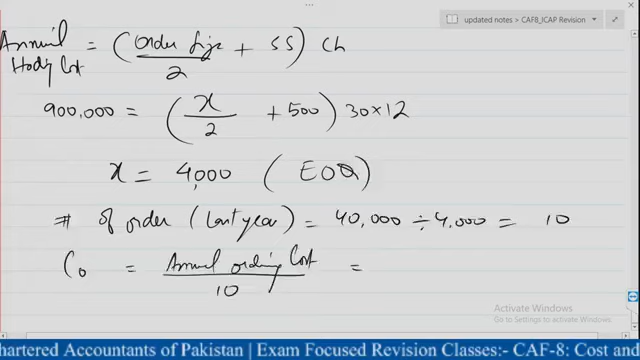 updated notes > CAF8_ICAP Revision
Annual Holdig Cost = (Order Size / 2 + SS) Ch
900,000 = (x / 2 + 500) 30 × 12
x = 4,000 (EOQ)
# of order (Last year) = 40,000 ÷ 4,000 = 10
Co = Annual ordering Cost / 10 =
Activate Windows
Go to Settings to activate Windows.
hartered Accountants of Pakistan | Exam Focused Revision Classes:- CAF-8: Cost and